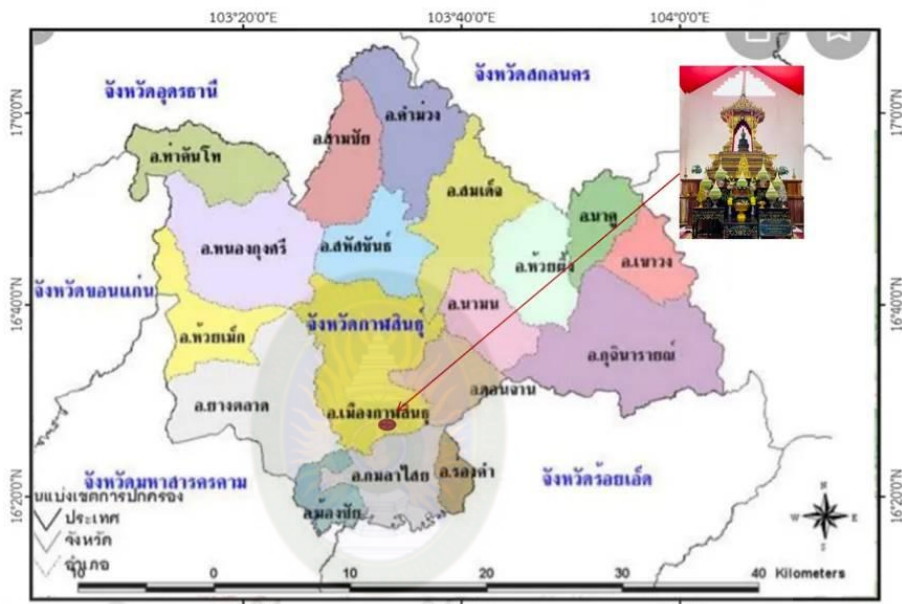 103°20'0"E 103°40'0"E 104°0'0"E
จังหวัดสกลนคร
จังหวัดอุดรธานี
17°0'0"N 17°0'0"N
อ.คำม่วง
อ.สามชัย
อ.ท่าคันโท
อ.สมเด็จ
อ.นาคู
อ.หนองกุงศรี
อ.สหัสขันธ์
อ.ห้วยผึ้ง
อ.เขาวง
จังหวัดขอนแก่น
16°40'0"N 16°40'0"N
อ.นามน
จังหวัดกาฬสินธุ์
อ.ห้วยเม็ก
อ.กุฉินารายณ์
อ.ดอนจาน
อ.ยางตลาด
อ.เมืองกาฬสินธุ์
จังหวัดมหาสารคคาม
อ.กมลาไสย
อ.ร่องคำ
จังหวัดร้อยเอ็ด
16°20'0"N 16°20'0"N
นแบ่งเขตการปกครอง
อ.ฆ้องชัย
N
ประเทศ
W E
จังหวัด
S
อำเภอ
10 0 10 20 30 40 Kilometers